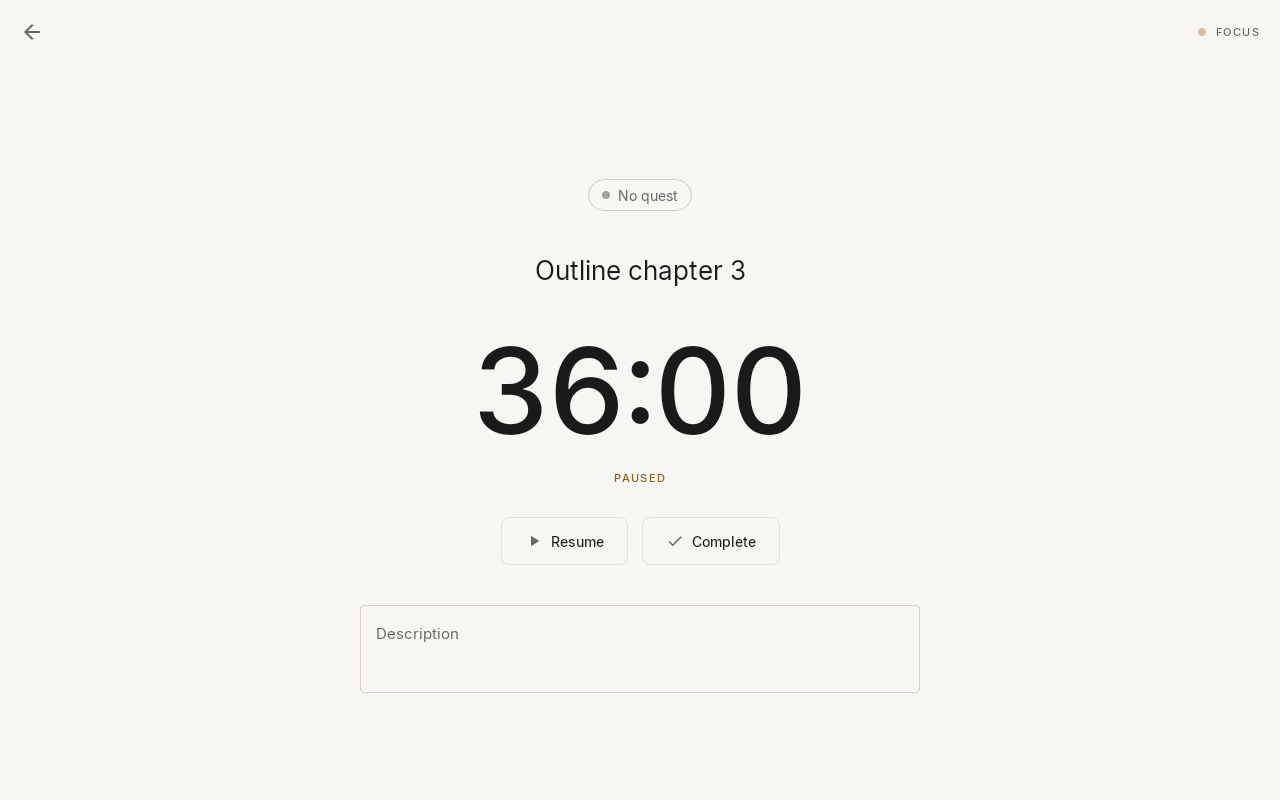 FOCUS
No quest
Outline chapter 3
36:00
PAUSED
Resume
Complete
Description